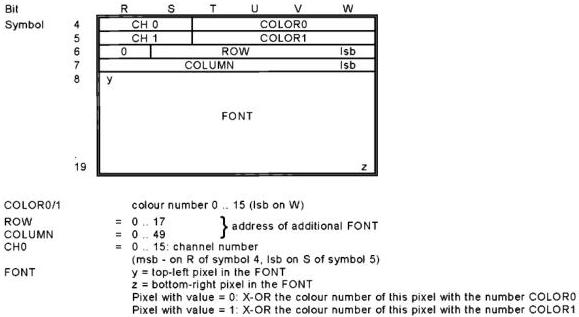 Bit R S T U V W
Symbol 4 CH 0 COLOR0
5 CH 1 COLOR1
6 0 ROW lsb
7 COLUMN lsb
8 y
FONT
.
19 z
COLOR0/1 colour number 0 .. 15 (lsb on W)
ROW = 0 .. 17 } address of additional FONT
COLUMN = 0 .. 49
CH0 = 0 .. 15: channel number
(msb - on R of symbol 4, lsb on S of symbol 5)
FONT y = top-left pixel in the FONT
z = bottom-right pixel in the FONT
Pixel with value = 0: X-OR the colour number of this pixel with the number COLOR0
Pixel with value = 1: X-OR the colour number of this pixel with the number COLOR1